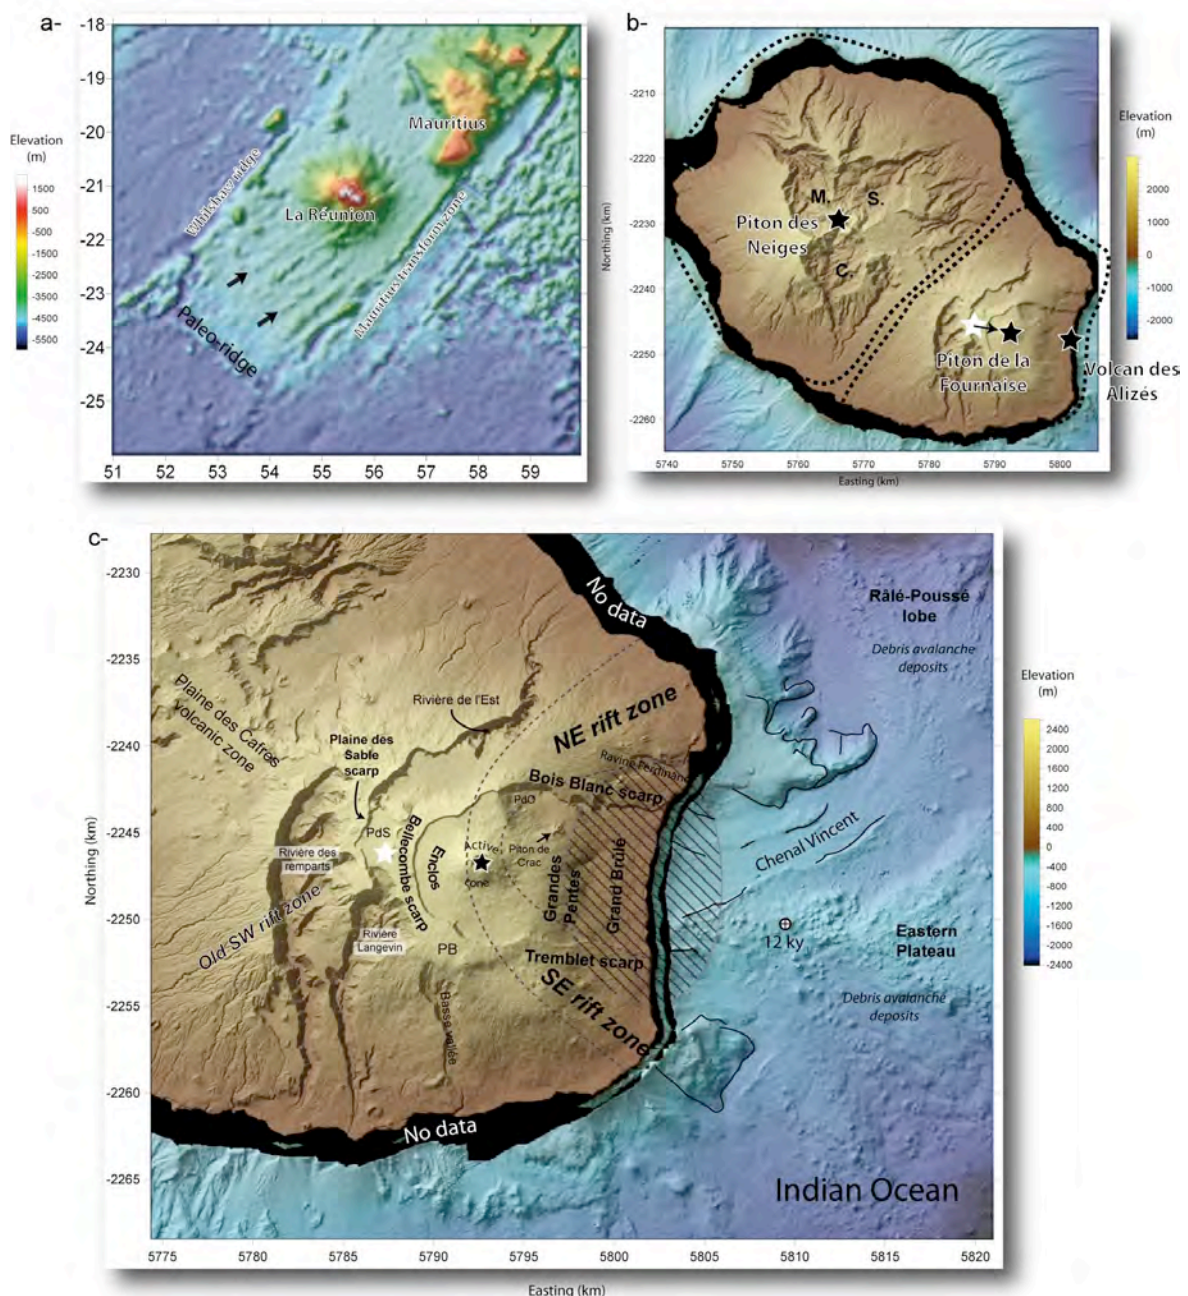 a-
-18
-19
-20
-21
-22
-23
-24
-25
51 52 53 54 55 56 57 58 59
Elevation
(m)
1500
500
-500
-1500
-2500
-3500
-4500
-5500
Mauritius
La Réunion
Whilshaw ridge
Mauritius transform zone
Paleo-ridge
b-
-2210
-2220
-2230
-2240
-2250
-2260
Northing (km)
5740 5750 5760 5770 5780 5790 5800
Easting (km)
M.
S.
C.
Piton des
Neiges
Piton de la
Fournaise
Volcan des
Alizés
Elevation
(m)
2000
1000
0
-1000
-2000
c-
-2230
-2235
-2240
-2245
-2250
-2255
-2260
-2265
Northing (km)
5775 5780 5785 5790 5795 5800 5805 5810 5815 5820
Easting (km)
No data
Râlé-Poussé
lobe
Debris avalanche
deposits
Plaine des Cafres
volcanic zone
Rivière de l'Est
NE rift zone
Plaine des
Sable
scarp
Ravine Ferdinand
Bois Blanc scarp
PdO
PdS
Bellecombe scarp
Enclos
Active
zone
Piton de
Crac
Grandes
Pentes
Grand Brûlé
Chenal Vincent
Rivière des
remparts
Old SW rift zone
Rivière
Langevin
PB
Tremblet scarp
SE rift zone
Basse vallée
12 ky
Eastern
Plateau
Debris avalanche
deposits
No data
Indian Ocean
Elevation
(m)
2400
2000
1600
1200
800
400
0
-400
-800
-1200
-1600
-2000
-2400